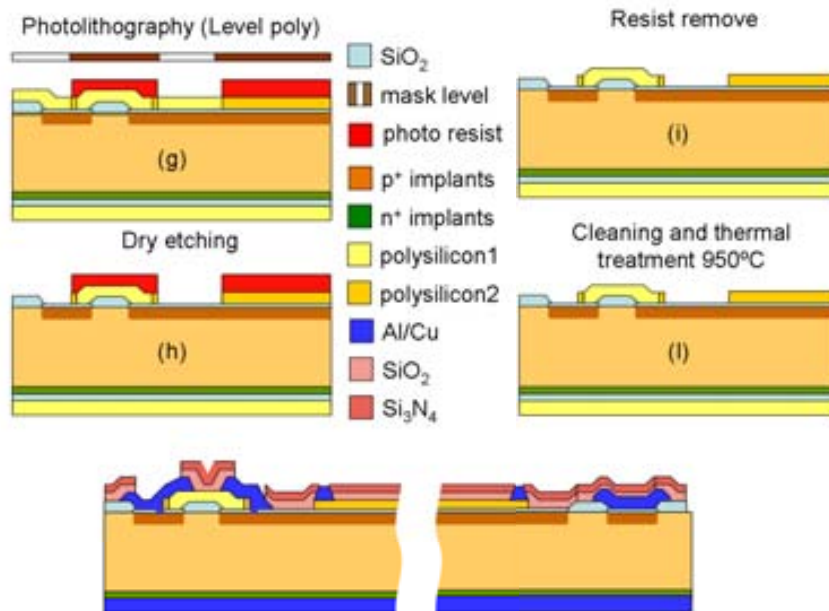 Photolithography (Level poly)
(g)
Dry etching
(h)
SiO2
mask level
photo resist
p+ implants
n+ implants
polysilicon1
polysilicon2
Al/Cu
SiO2
Si3N4
Resist remove
(i)
Cleaning and thermal
treatment 950ºC
(l)